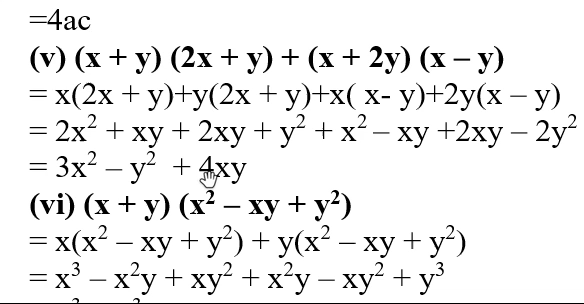 =4ac
(v) (x + y) (2x + y) + (x + 2y) (x – y)
= x(2x + y)+y(2x + y)+x( x- y)+2y(x – y)
= 2x² + xy + 2xy + y² + x² – xy +2xy – 2y²
= 3x² – y² + 4xy
(vi) (x + y) (x² – xy + y²)
= x(x² – xy + y²) + y(x² – xy + y²)
= x³ – x²y + xy² + x²y – xy² + y³